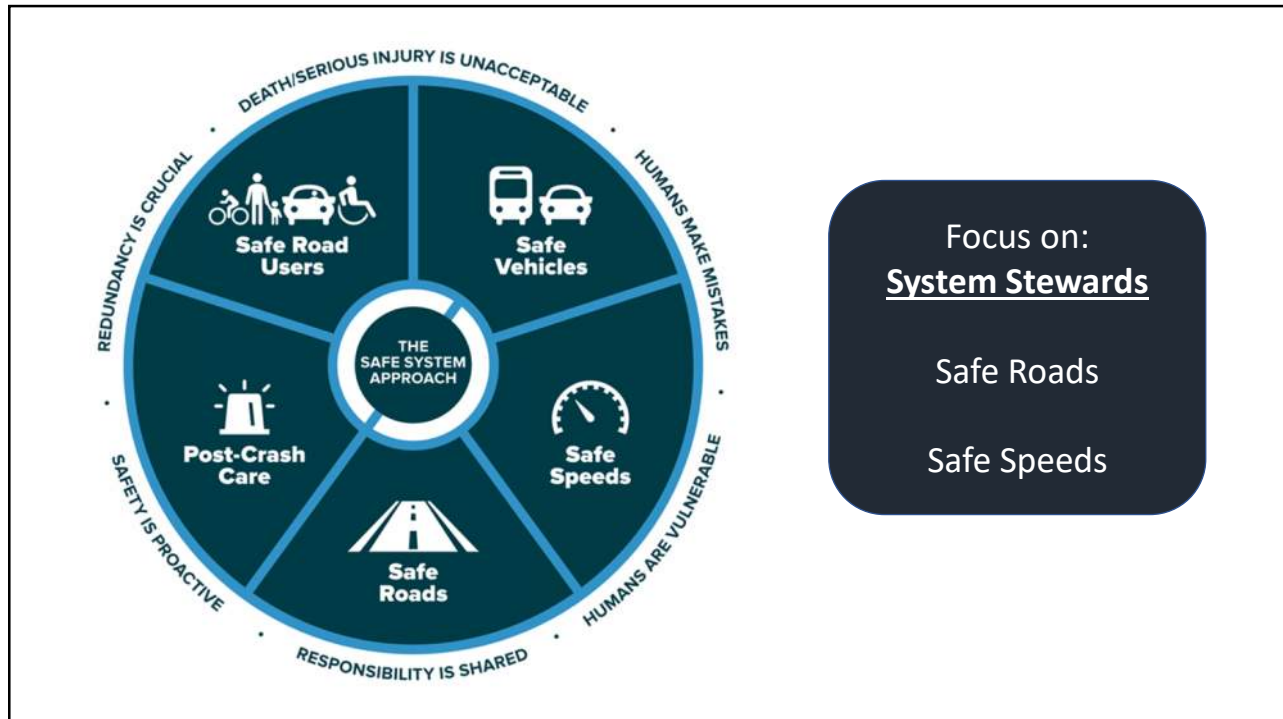 DEATH/SERIOUS INJURY IS UNACCEPTABLE
HUMANS MAKE MISTAKES
HUMANS ARE VULNERABLE
RESPONSIBILITY IS SHARED
SAFETY IS PROACTIVE
REDUNDANCY IS CRUCIAL
Safe Road
Users
Safe
Vehicles
Safe
Speeds
Safe
Roads
Post-Crash
Care
THE
SAFE SYSTEM
APPROACH
Focus on:
System Stewards
Safe Roads
Safe Speeds